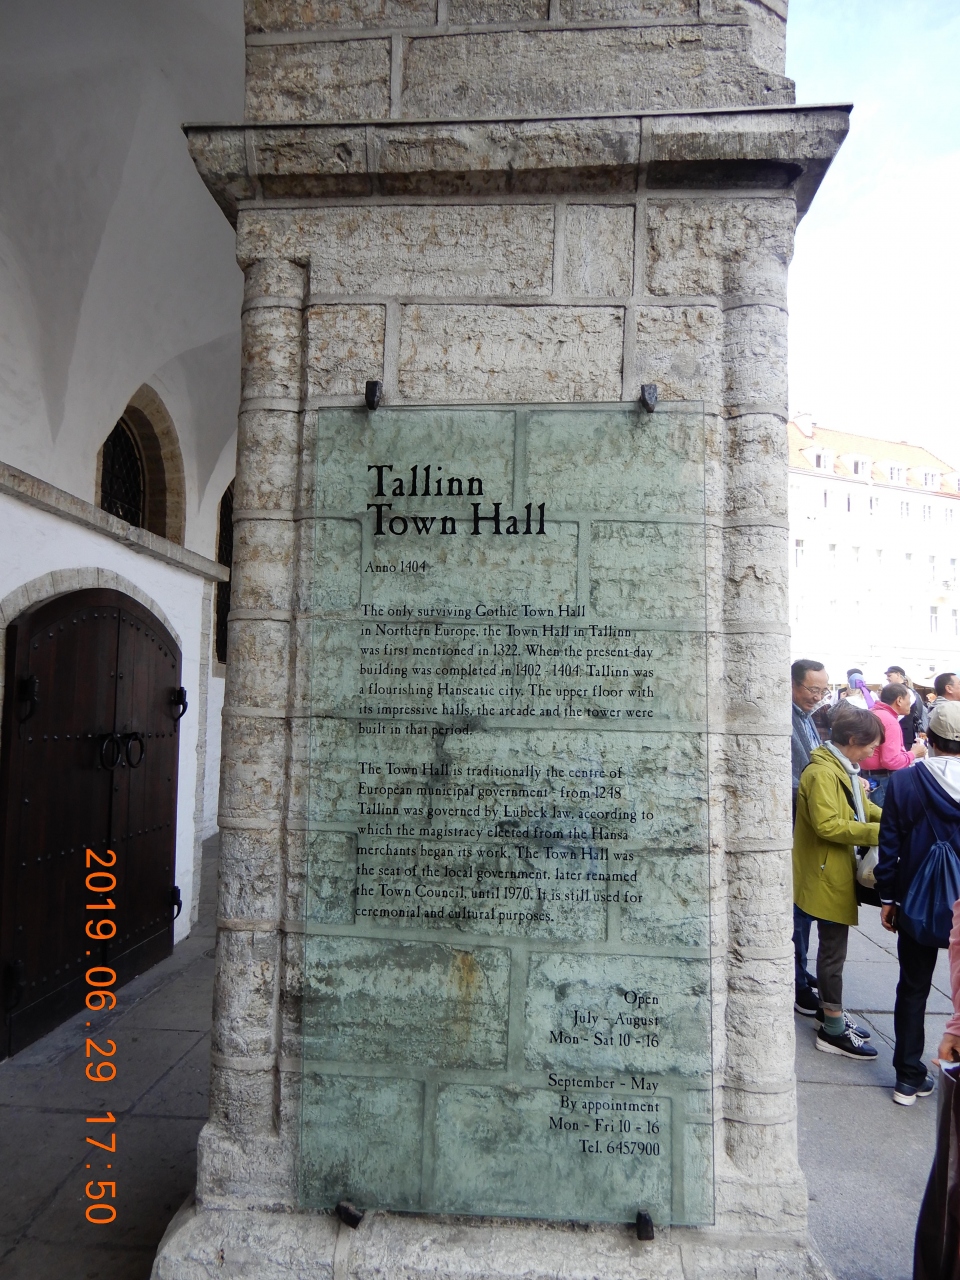 Tallinn
Town Hall
Anno 1404
The only surviving Gothic Town Hall
in Northern Europe, the Town Hall in Tallinn
was first mentioned in 1322. When the present-day
building was completed in 1402 - 1404, Tallinn was
a flourishing Hanseatic city. The upper floor with
its impressive halls, the arcade and the tower were
built in that period.
The Town Hall is traditionally the centre of
European municipal government - from 1248
Tallinn was governed by Lübeck law, according to
which the magistracy elected from the Hansa
merchants began its work. The Town Hall was
the seat of the local government, later renamed
the Town Council, until 1970. It is still used for
ceremonial and cultural purposes.
Open
July - August
Mon - Sat 10 - 16
September - May
By appointment
Mon - Fri 10 - 16
Tel. 6457900
2019.06.29 17:50